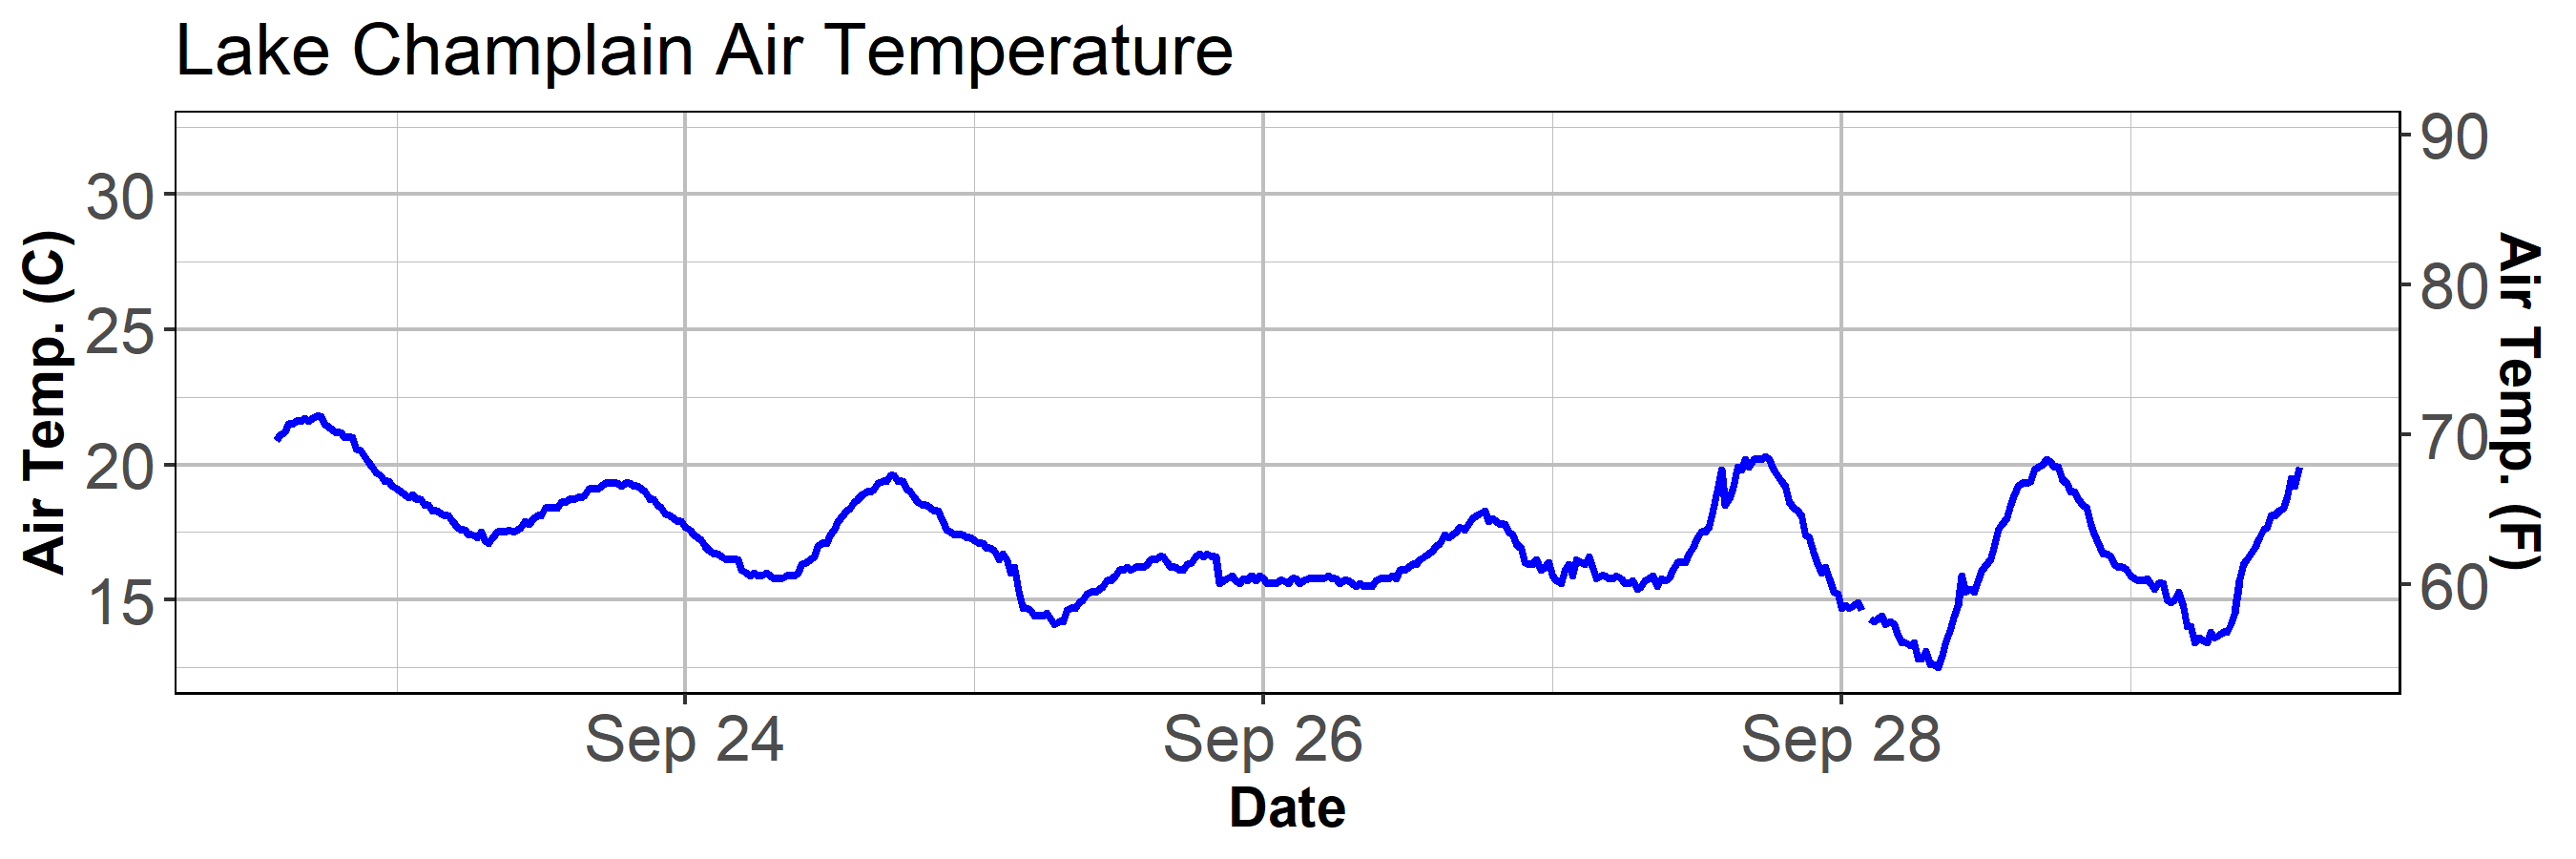 Lake Champlain Air Temperature
Air Temp. (C)
30
25
20
15
90
80
70
60
Air Temp. (F)
Sep 24
Sep 26
Sep 28
Date